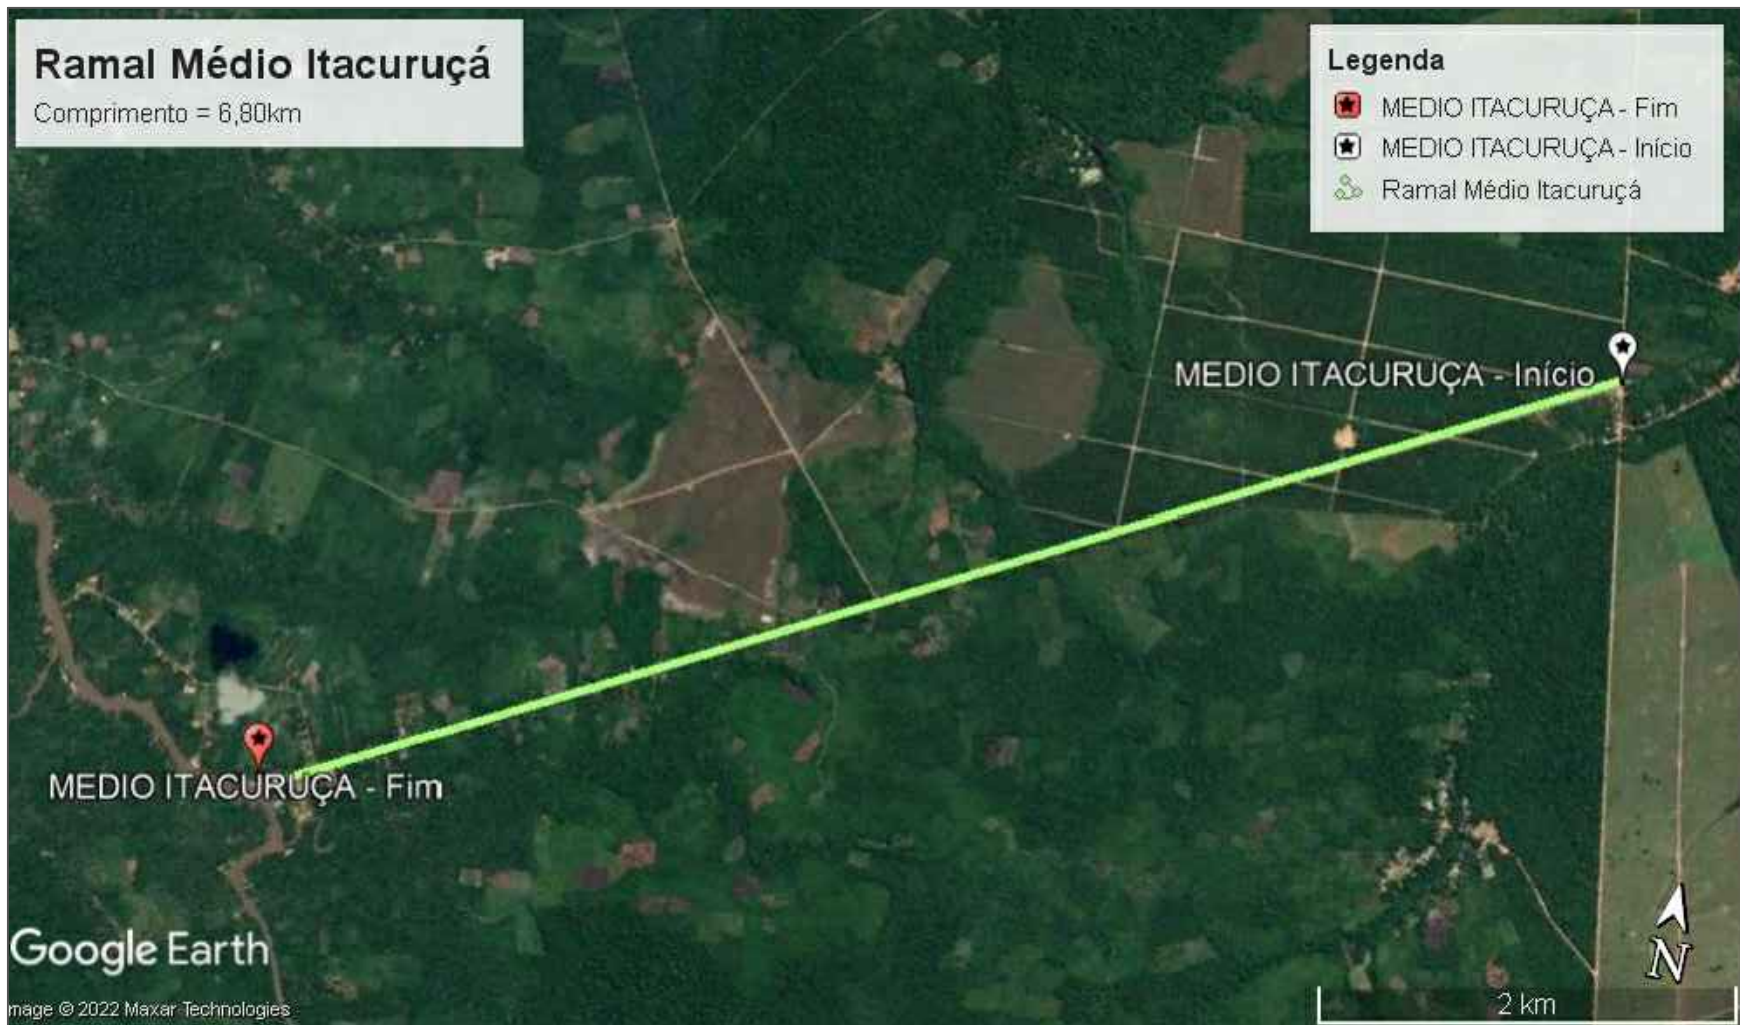 Ramal Médio Itacuruçá
Comprimento = 6,80km
Legenda
MEDIO ITACURUÇA - Fim
MEDIO ITACURUÇA - Início
Ramal Médio Itacuruçá
MEDIO ITACURUÇA - Início
MEDIO ITACURUÇA - Fim
Google Earth
mage © 2022 Maxar Technologies
N
2 km